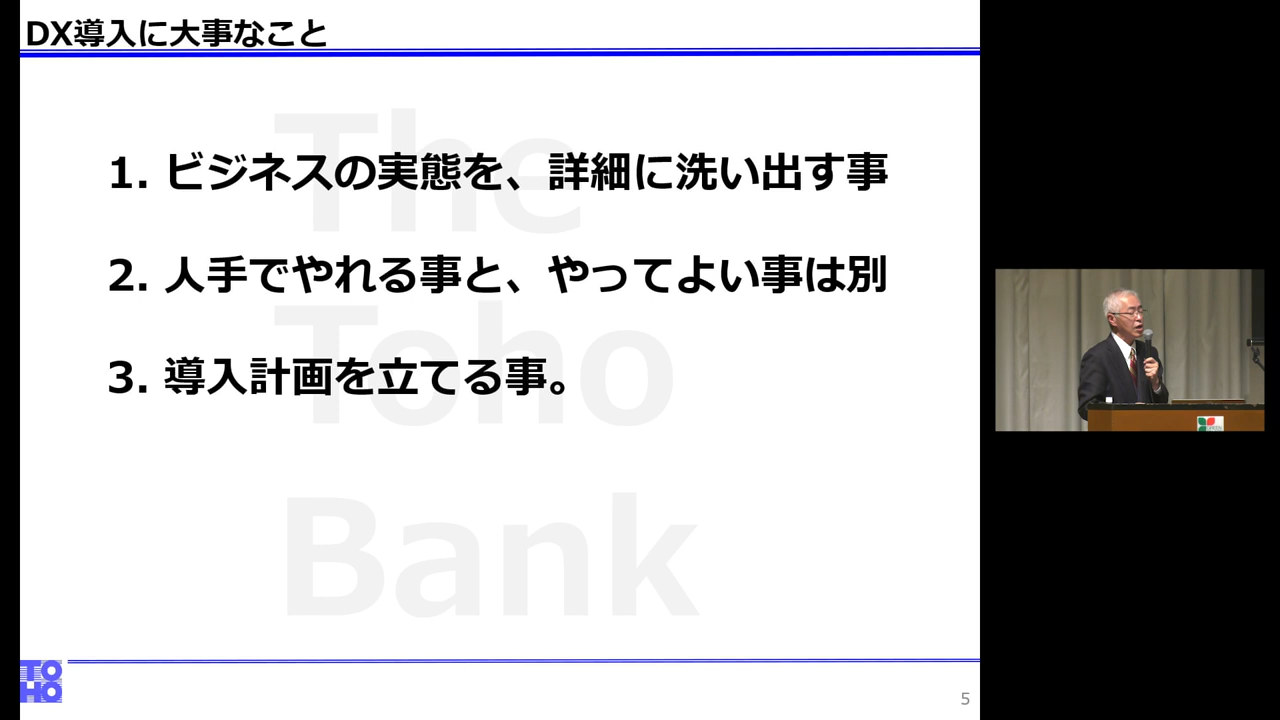 DX導入に大事なこと
1. ビジネスの実態を、詳細に洗い出す事
2. 人手でやれる事と、やってよい事は別
3. 導入計画を立てる事。
The
Toho
Bank
TO
HO
5